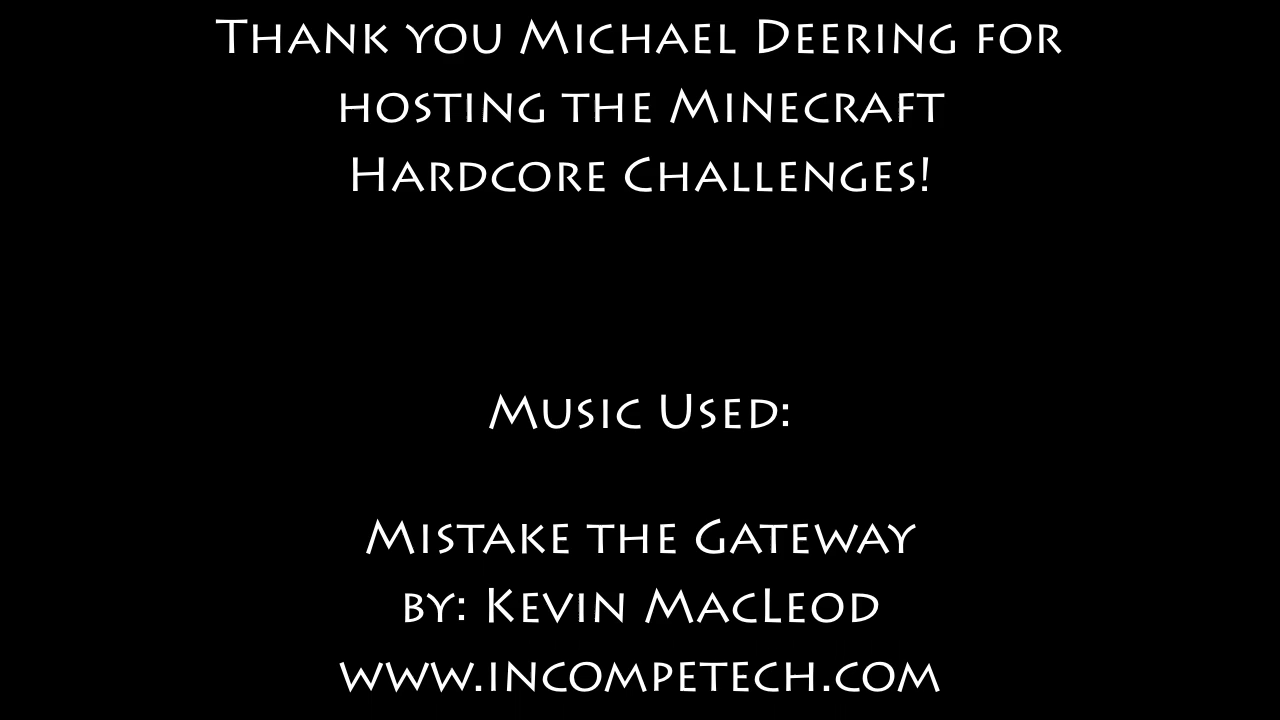 Thank you Michael Deering for
hosting the Minecraft
Hardcore Challenges!
Music Used:
Mistake the Gateway
by: Kevin MacLeod
www.incompetech.com